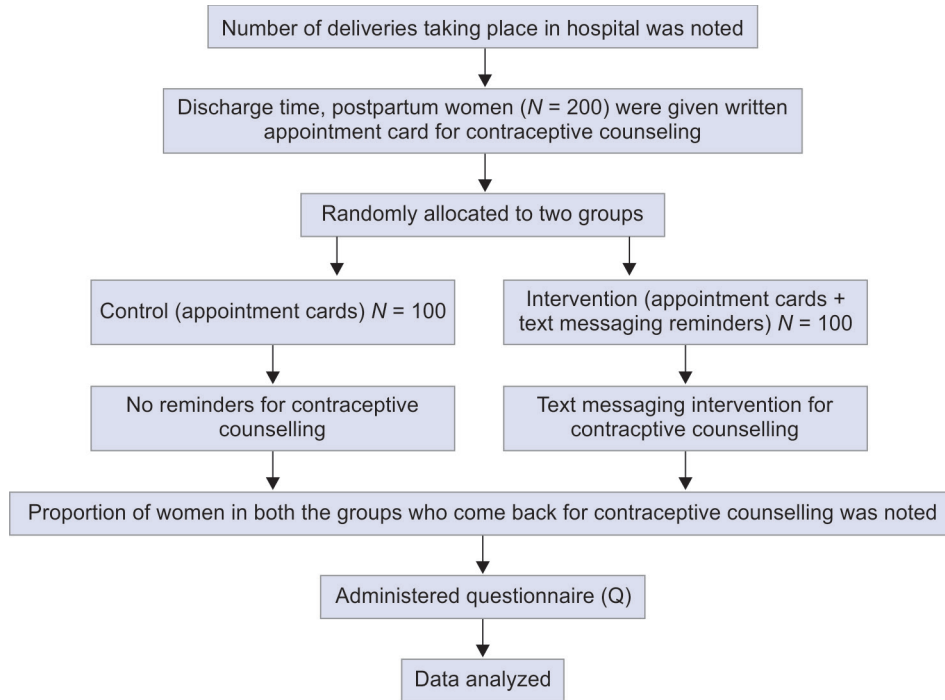 Number of deliveries taking place in hospital was noted
Discharge time, postpartum women (N = 200) were given written
appointment card for contraceptive counseling
Randomly allocated to two groups
Control (appointment cards) N = 100
Intervention (appointment cards +
text messaging reminders) N = 100
No reminders for contraceptive
counselling
Text messaging intervention for
contracptive counselling
Proportion of women in both the groups who come back for contraceptive counselling was noted
Administered questionnaire (Q)
Data analyzed